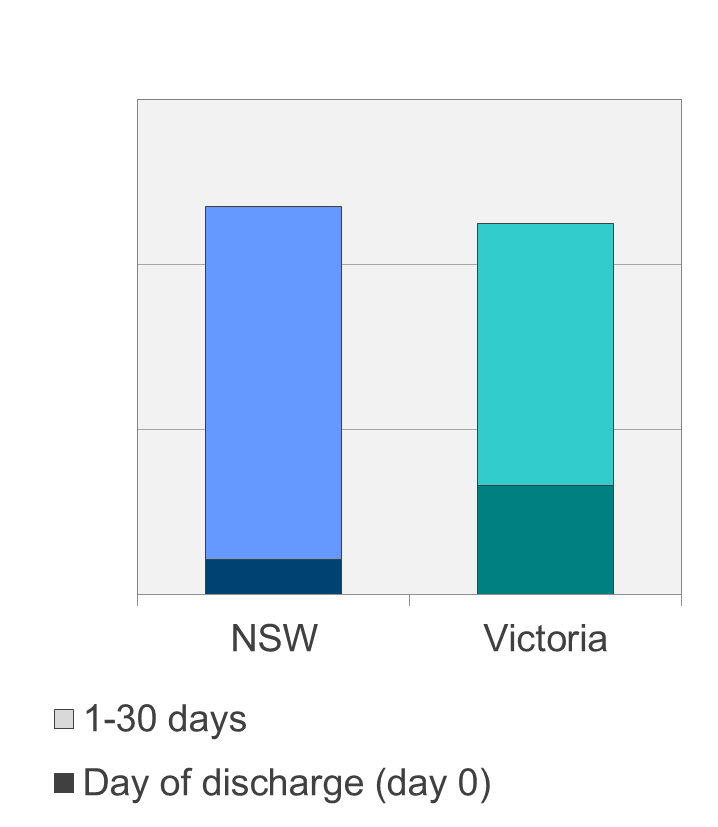 NSW
Victoria
1-30 days
Day of discharge (day 0)